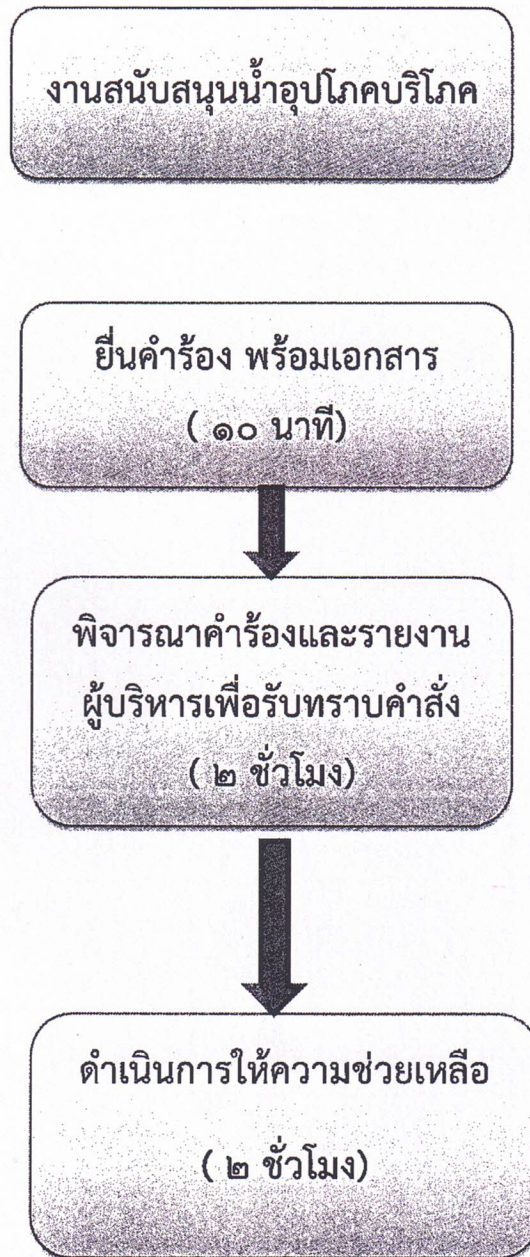 งานสนับสนุนน้ำอุปโภคบริโภค
ยื่นคำร้อง พร้อมเอกสาร
( ๑๐ นาที)
พิจารณาคำร้องและรายงาน
ผู้บริหารเพื่อรับทราบคำสั่ง
( ๒ ชั่วโมง)
ดำเนินการให้ความช่วยเหลือ
( ๒ ชั่วโมง)